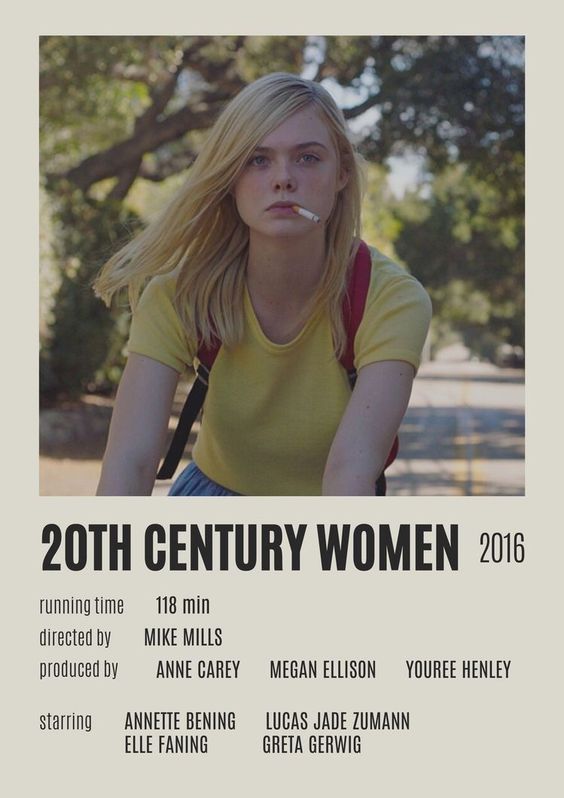 20TH CENTURY WOMEN 2016
running time 118 min
directed by MIKE MILLS
produced by ANNE CAREY MEGAN ELLISON YOUREE HENLEY
starring ANNETTE BENING LUCAS JADE ZUMANN
ELLE FANING GRETA GERWIG